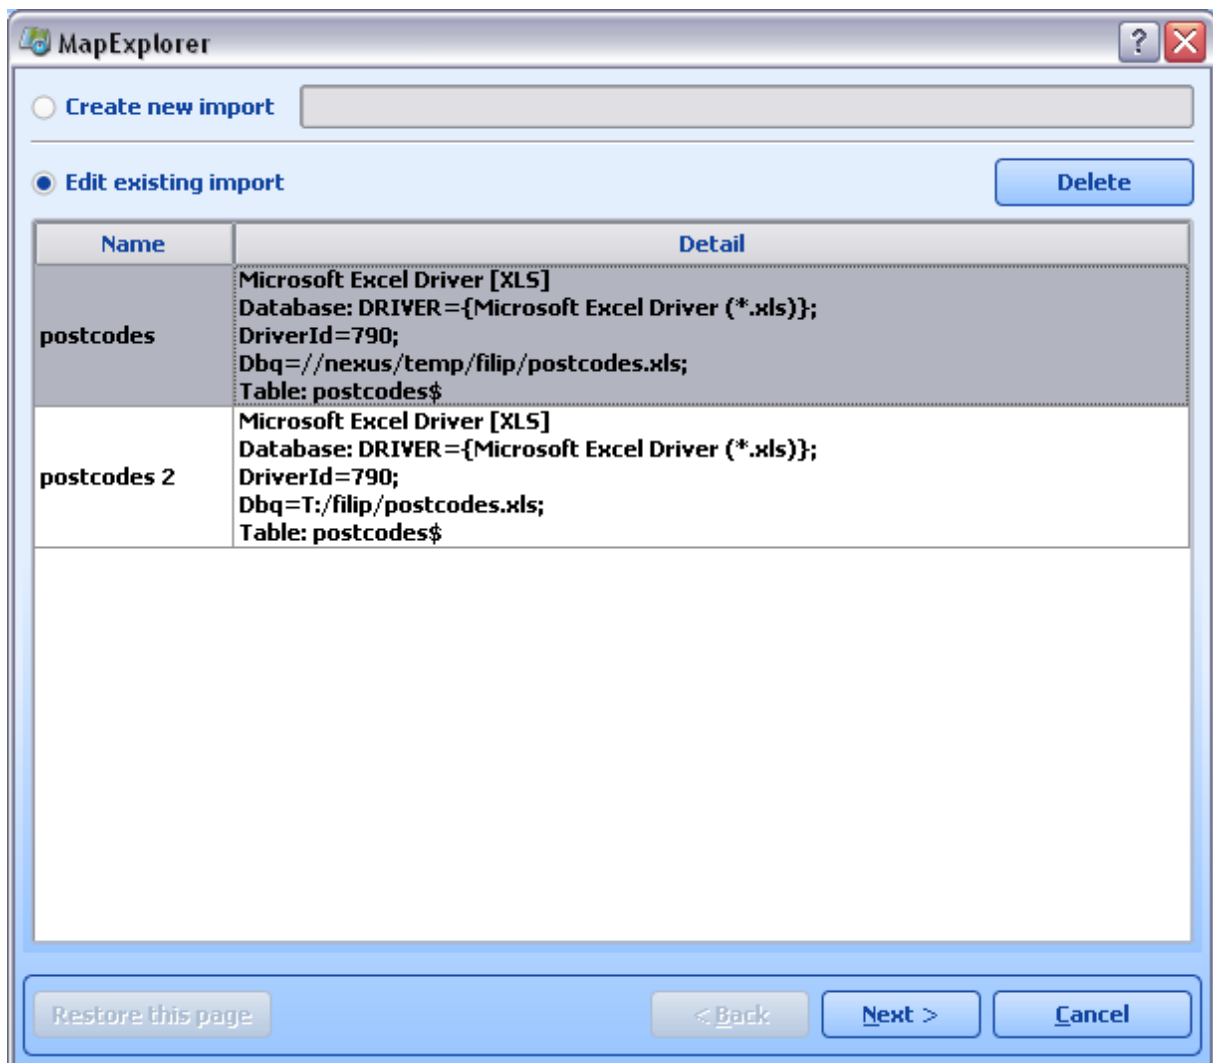 MapExplorer
Create new import
Edit existing import
Delete
Name
Detail
postcodes
Microsoft Excel Driver [XLS]
Database: DRIVER={Microsoft Excel Driver (*.xls)};
DriverId=790;
Dbq=//nexus/temp/filip/postcodes.xls;
Table: postcodes$
postcodes 2
Microsoft Excel Driver [XLS]
Database: DRIVER={Microsoft Excel Driver (*.xls)};
DriverId=790;
Dbq=T:/filip/postcodes.xls;
Table: postcodes$
Restore this page
< Back
Next >
Cancel